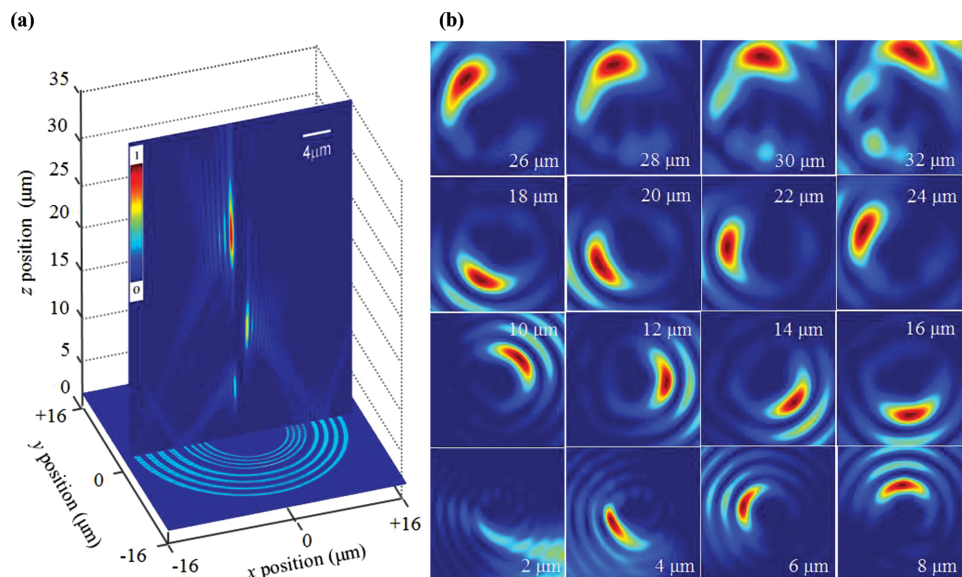 (a)
(b)
35
30
25
20
15
10
5
0
z position (μm)
1
0
4μm
+16
0
-16
y position (μm)
-16
0
+16
x position (μm)
26 μm
28 μm
30 μm
32 μm
18 μm
20 μm
22 μm
24 μm
10 μm
12 μm
14 μm
16 μm
2 μm
4 μm
6 μm
8 μm